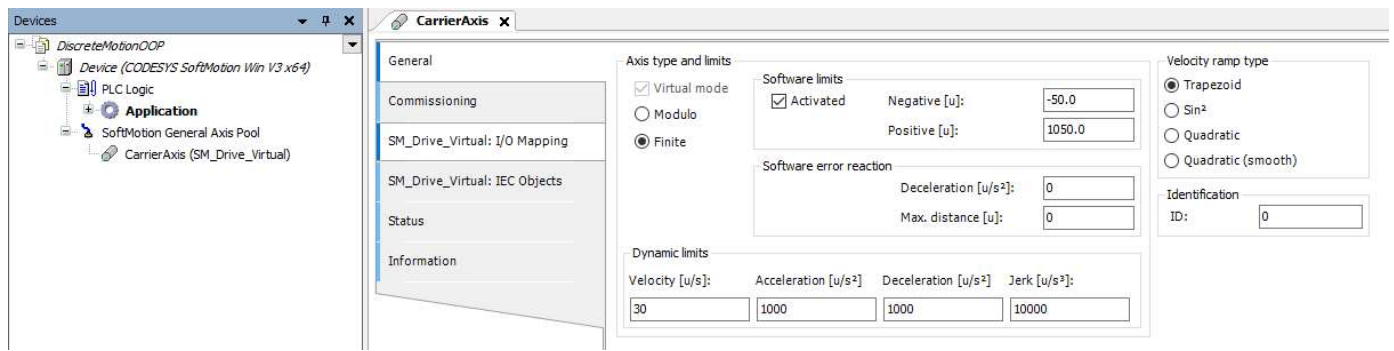 Devices
DiscreteMotionOOP
Device (CODESYS SoftMotion Win V3 x64)
PLC Logic
Application
SoftMotion General Axis Pool
CarrierAxis (SM_Drive_Virtual)
CarrierAxis
General
Commissioning
SM_Drive_Virtual: I/O Mapping
SM_Drive_Virtual: IEC Objects
Status
Information
Axis type and limits
Virtual mode
Modulo
Finite
Software limits
Activated
Negative [u]: -50.0
Positive [u]: 1050.0
Software error reaction
Deceleration [u/s²]: 0
Max. distance [u]: 0
Dynamic limits
Velocity [u/s]: Acceleration [u/s²] Deceleration [u/s²] Jerk [u/s³]:
30 1000 1000 10000
Velocity ramp type
Trapezoid
Sin²
Quadratic
Quadratic (smooth)
Identification
ID: 0